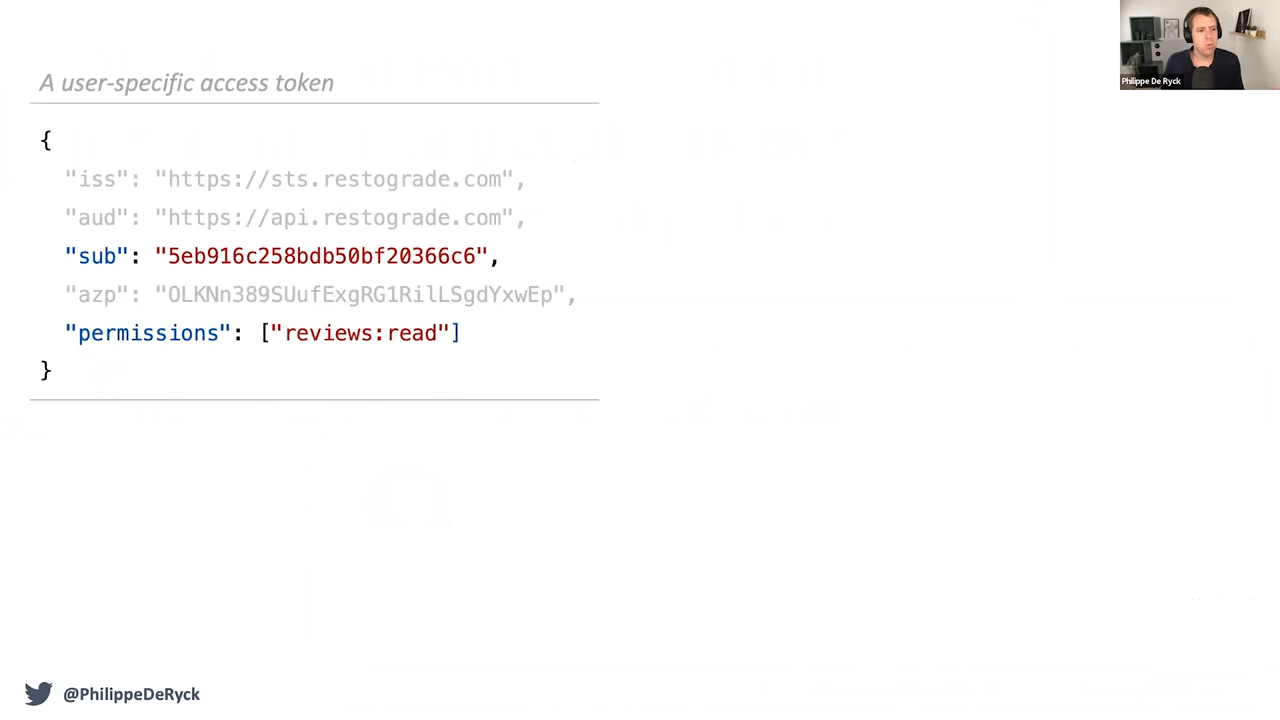 Philippe De Ryck
A user-specific access token
{
"iss": "https://sts.restograde.com",
"aud": "https://api.restograde.com",
"sub": "5eb916c258bdb50bf20366c6",
"azp": "OLKNn389SUufExgRG1RilLSgdYxwEp",
"permissions": ["reviews:read"]
}
@PhilippeDeRyck